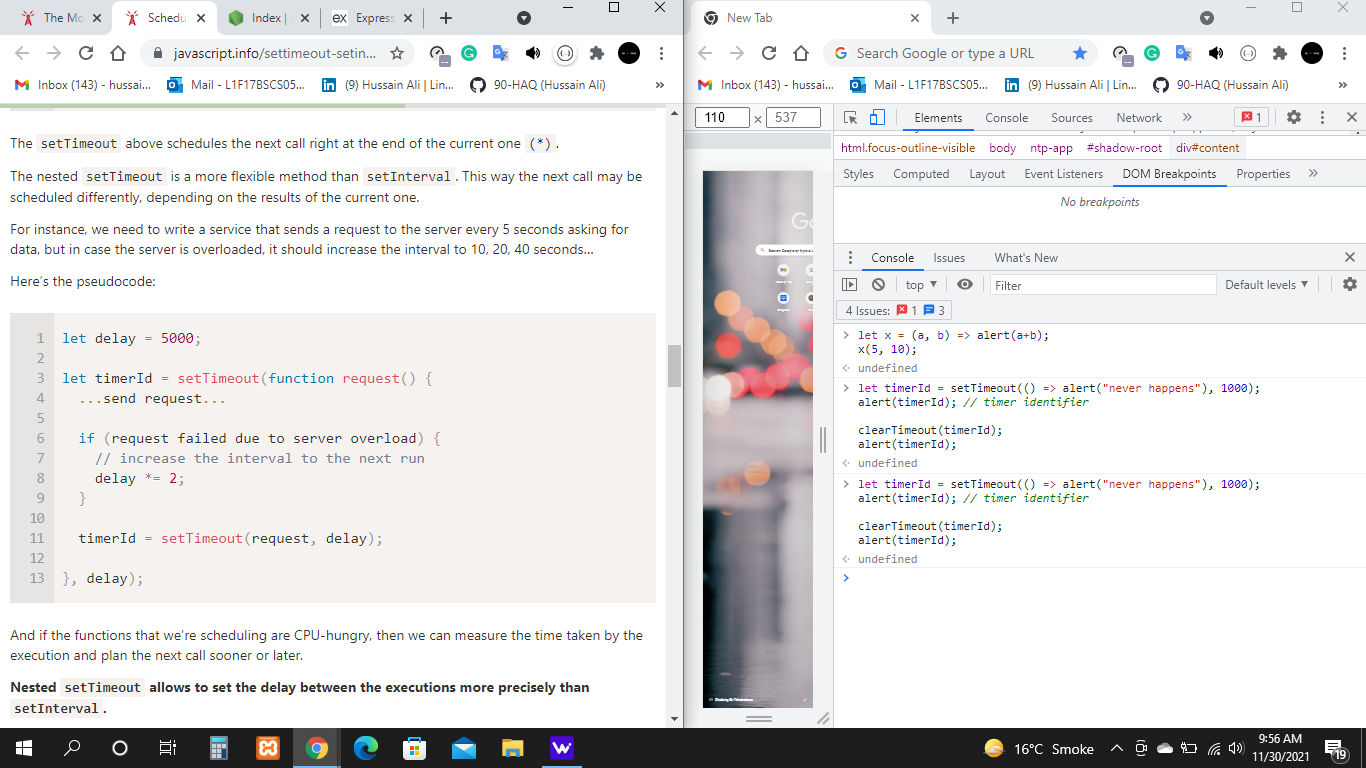 The Mo
Schedu
Index |
ex Express
javascript.info/settimeout-setin...
Inbox (143) - hussai...
Mail - L1F17BSCS05...
(9) Hussain Ali | Lin...
90-HAQ (Hussain Ali)
»
The setTimeout above schedules the next call right at the end of the current one (*).
The nested setTimeout is a more flexible method than setInterval. This way the next call may be
scheduled differently, depending on the results of the current one.
For instance, we need to write a service that sends a request to the server every 5 seconds asking for
data, but in case the server is overloaded, it should increase the interval to 10, 20, 40 seconds...
Here's the pseudocode:
1 let delay = 5000;
2
3 let timerId = setTimeout(function request() {
4 ...send request...
5
6 if (request failed due to server overload) {
7 // increase the interval to the next run
8 delay *= 2;
9 }
10
11 timerId = setTimeout(request, delay);
12
13 }, delay);
And if the functions that we're scheduling are CPU-hungry, then we can measure the time taken by the
execution and plan the next call sooner or later.
Nested setTimeout allows to set the delay between the executions more precisely than
setInterval.
New Tab
Search Google or type a URL
Inbox (143) - hussai...
Mail - L1F17BSCS05...
(9) Hussain Ali | Lin...
90-HAQ (Hussain Ali)
»
110 × 537
Elements Console Sources Network » 1
html.focus-outline-visible body ntp-app #shadow-root div#content
Styles Computed Layout Event Listeners DOM Breakpoints Properties »
No breakpoints
Console Issues What's New
top ▼ Filter Default levels ▼
4 Issues: 1 3
let x = (a, b) => alert(a+b);
x(5, 10);
undefined
let timerId = setTimeout(() => alert("never happens"), 1000);
alert(timerId); // timer identifier
clearTimeout(timerId);
alert(timerId);
undefined
let timerId = setTimeout(() => alert("never happens"), 1000);
alert(timerId); // timer identifier
clearTimeout(timerId);
alert(timerId);
undefined
16°C Smoke
9:56 AM
11/30/2021
19